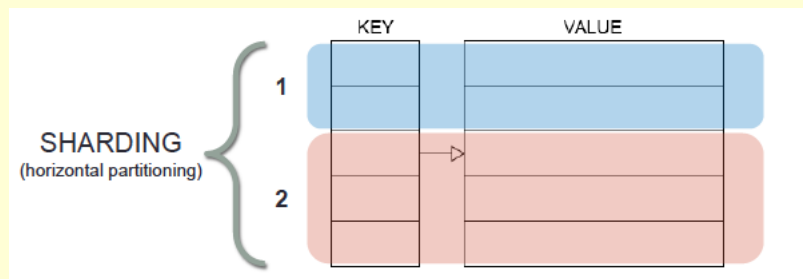 KEY VALUE
1
SHARDING
(horizontal partitioning)
2